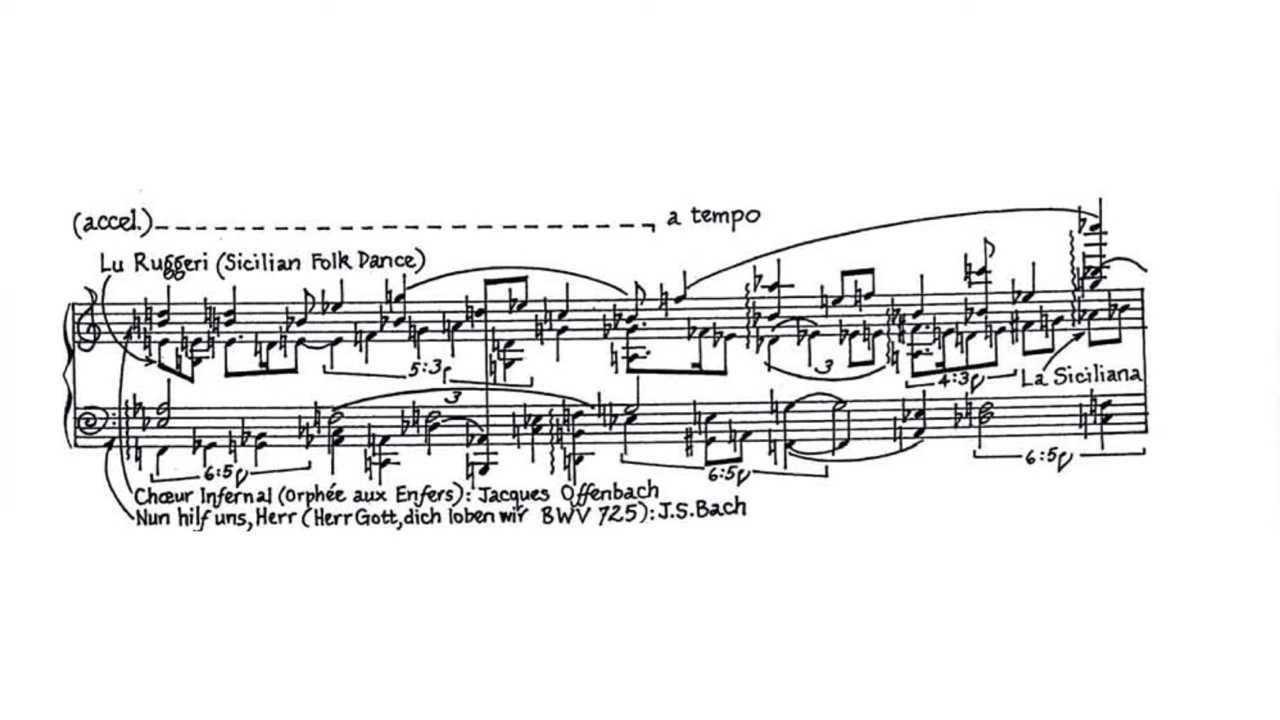 (accel.) a tempo
Lu Ruggeri (Sicilian Folk Dance)
5:3
3
3
4:3
La Siciliana
6:5
6:5
6:5
Chœur Infernal (Orphée aux Enfers): Jacques Offenbach
Nun hilf uns, Herr (Herr Gott, dich loben wir BWV 725): J.S.Bach